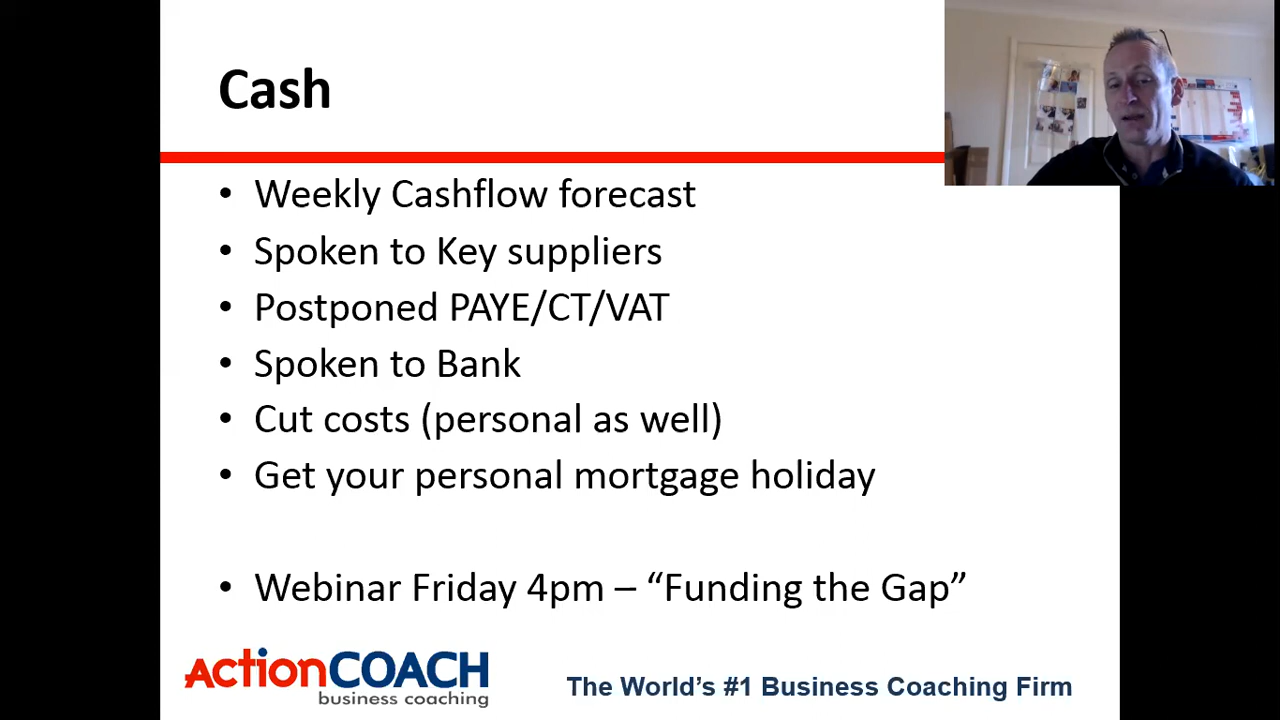 Cash
• Weekly Cashflow forecast
• Spoken to Key suppliers
• Postponed PAYE/CT/VAT
• Spoken to Bank
• Cut costs (personal as well)
• Get your personal mortgage holiday
• Webinar Friday 4pm – “Funding the Gap”
ActionCOACH
business coaching
The World’s #1 Business Coaching Firm